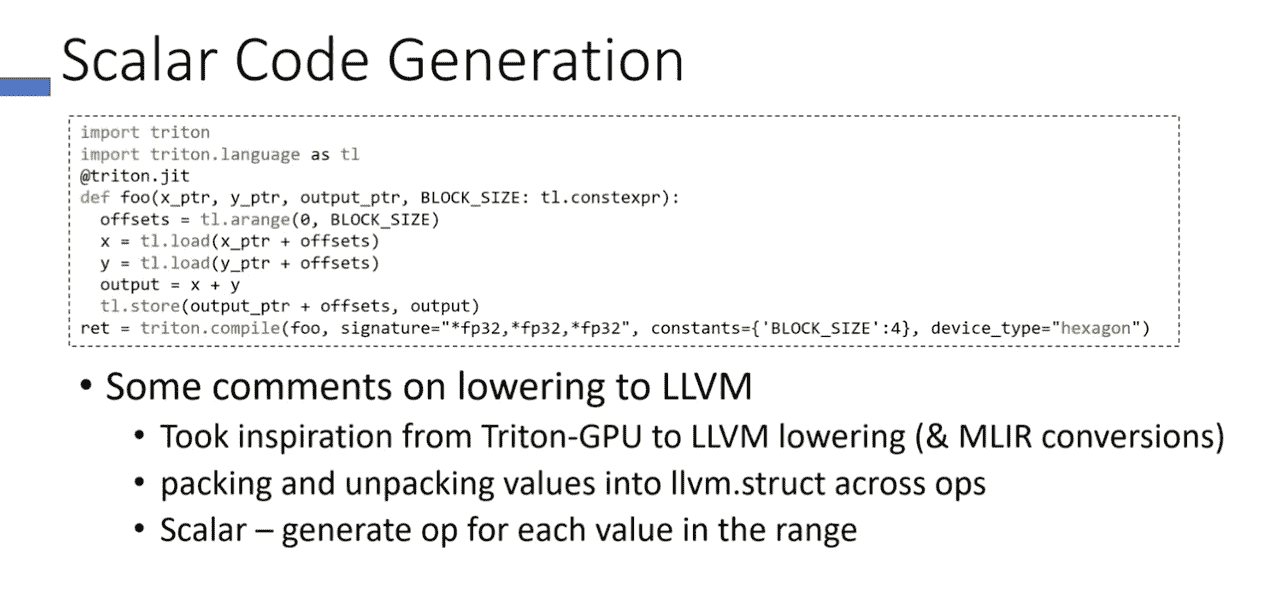 Scalar Code Generation
import triton
import triton.language as tl
@triton.jit
def foo(x_ptr, y_ptr, output_ptr, BLOCK_SIZE: tl.constexpr):
  offsets = tl.arange(0, BLOCK_SIZE)
  x = tl.load(x_ptr + offsets)
  y = tl.load(y_ptr + offsets)
  output = x + y
  tl.store(output_ptr + offsets, output)
ret = triton.compile(foo, signature="*fp32,*fp32,*fp32", constants={'BLOCK_SIZE':4}, device_type="hexagon")
• Some comments on lowering to LLVM
• Took inspiration from Triton-GPU to LLVM lowering (& MLIR conversions)
• packing and unpacking values into llvm.struct across ops
• Scalar – generate op for each value in the range